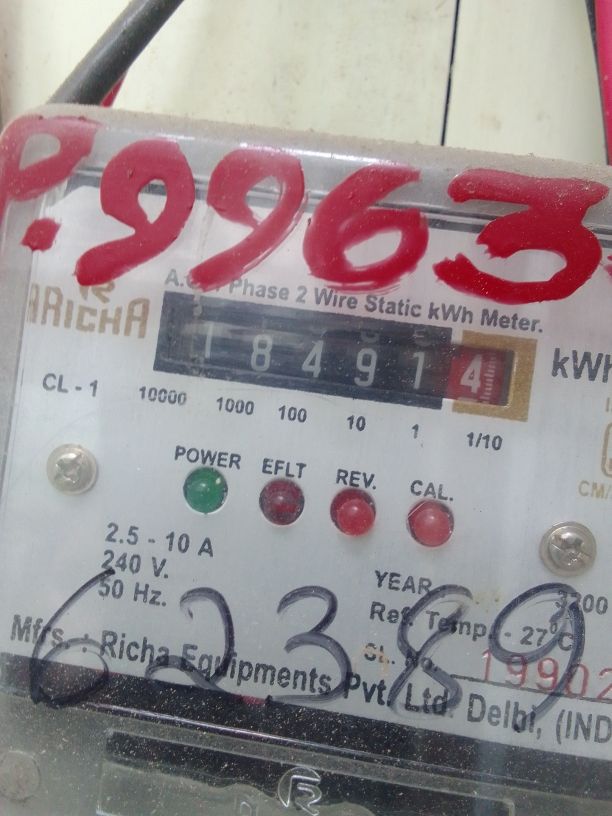 P.9963
A.C. 1 Phase 2 Wire Static kWh Meter.
RICHA
184914
kWh
CL - 1
10000 1000 100 10 1 1/10
POWER EFLT REV. CAL.
CM/
2.5 - 10 A
240 V.
50 Hz.
YEAR
Ref. Temp. - 27°C
SL. No. 19902
62389
Mfrs. : Richa Equipments Pvt. Ltd. Delhi, (IND